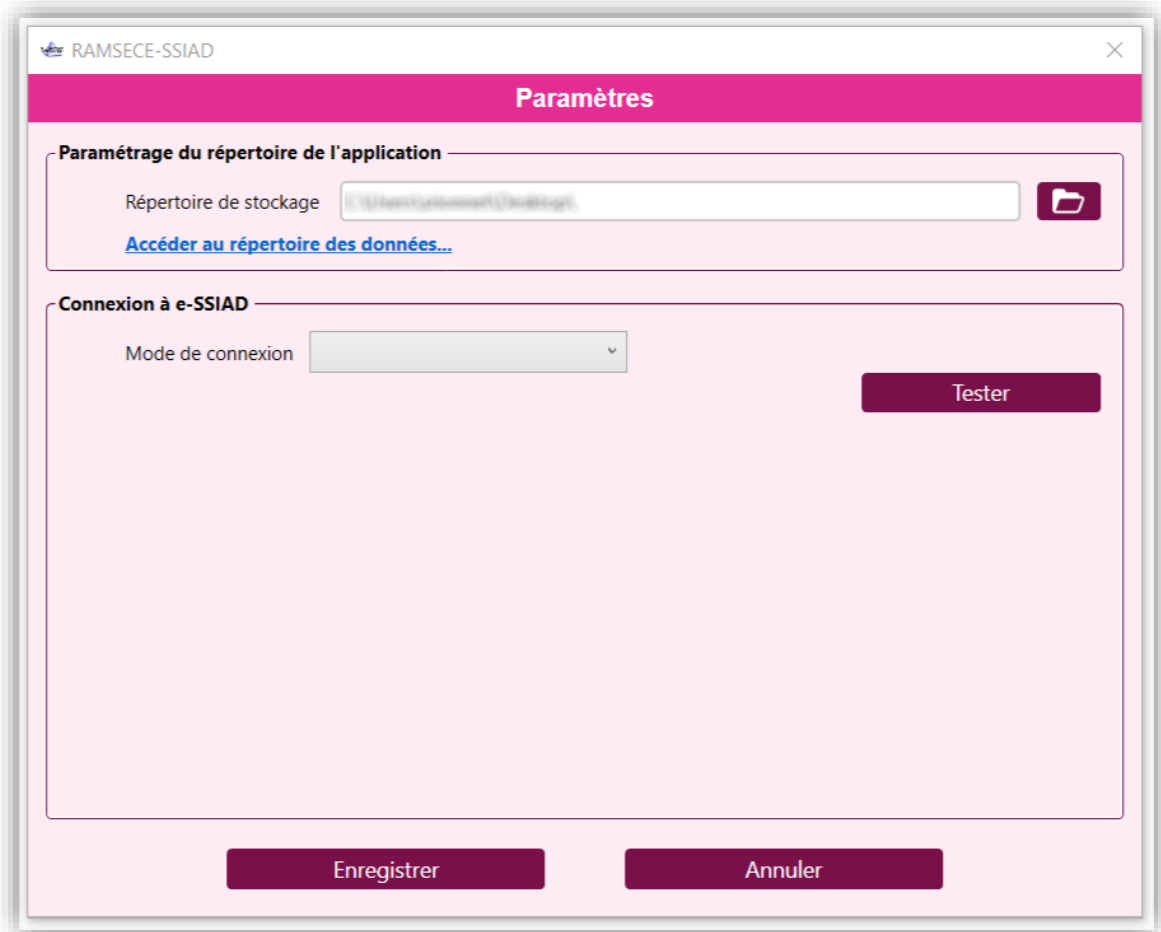 RAMSECE-SSIAD
Paramètres
Paramétrage du répertoire de l'application
Répertoire de stockage
Accéder au répertoire des données...
Connexion à e-SSIAD
Mode de connexion
Tester
Enregistrer
Annuler